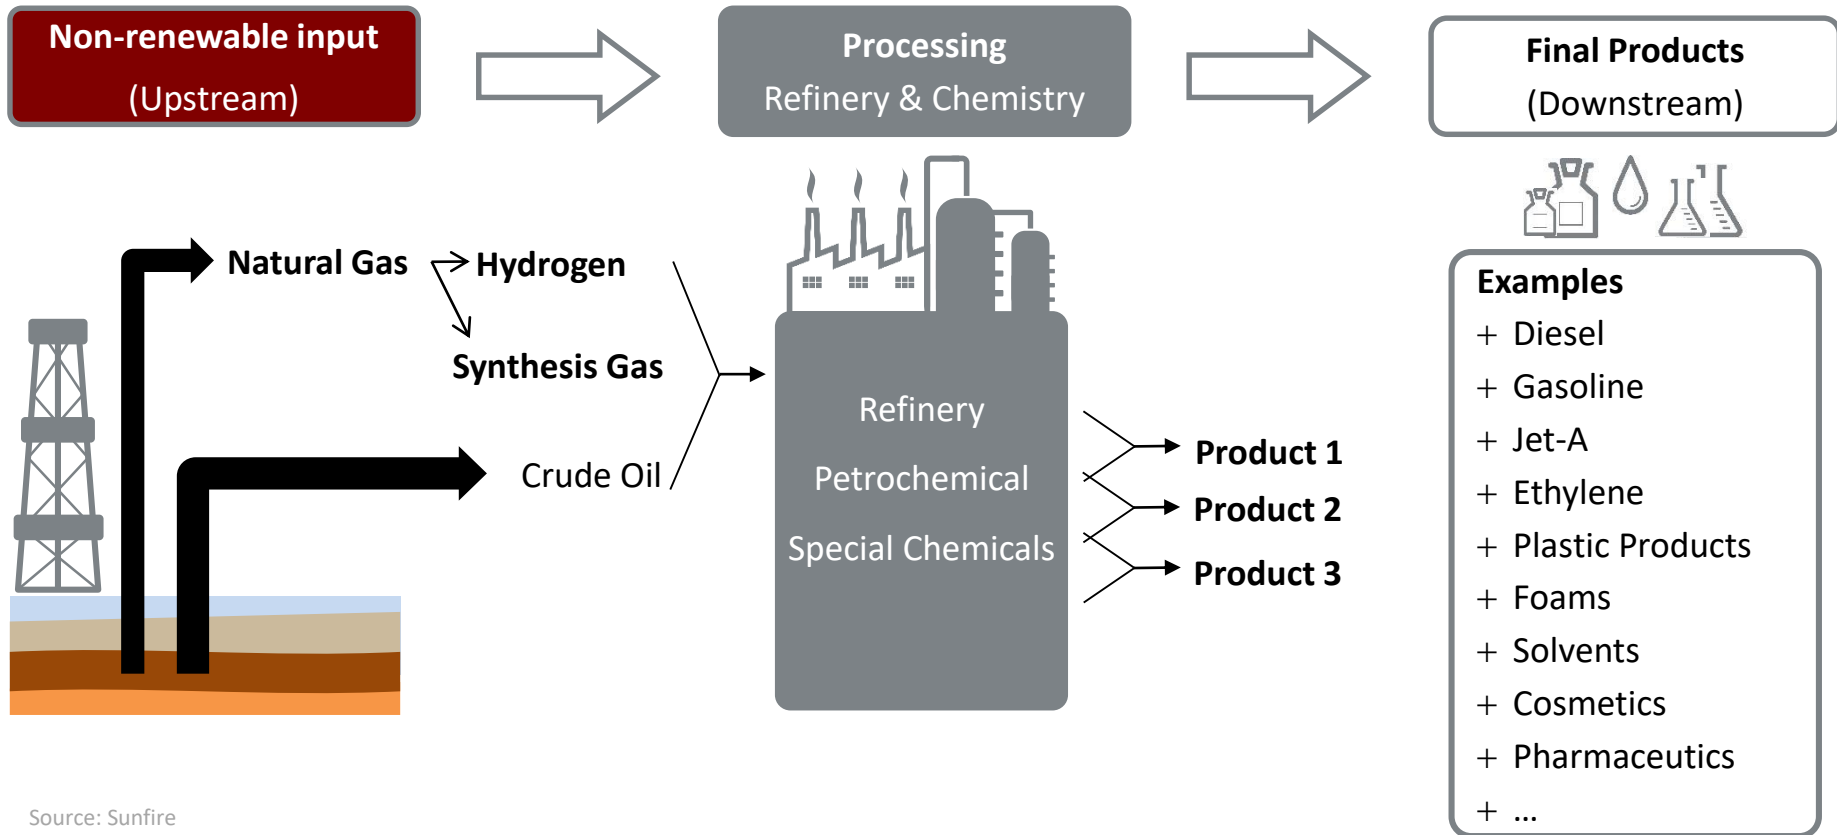 Non-renewable input
(Upstream)
Processing
Refinery & Chemistry
Final Products
(Downstream)
Natural Gas
Hydrogen
Synthesis Gas
Crude Oil
Refinery
Petrochemical
Special Chemicals
Product 1
Product 2
Product 3
Examples
+ Diesel
+ Gasoline
+ Jet-A
+ Ethylene
+ Plastic Products
+ Foams
+ Solvents
+ Cosmetics
+ Pharmaceutics
+ ...
Source: Sunfire